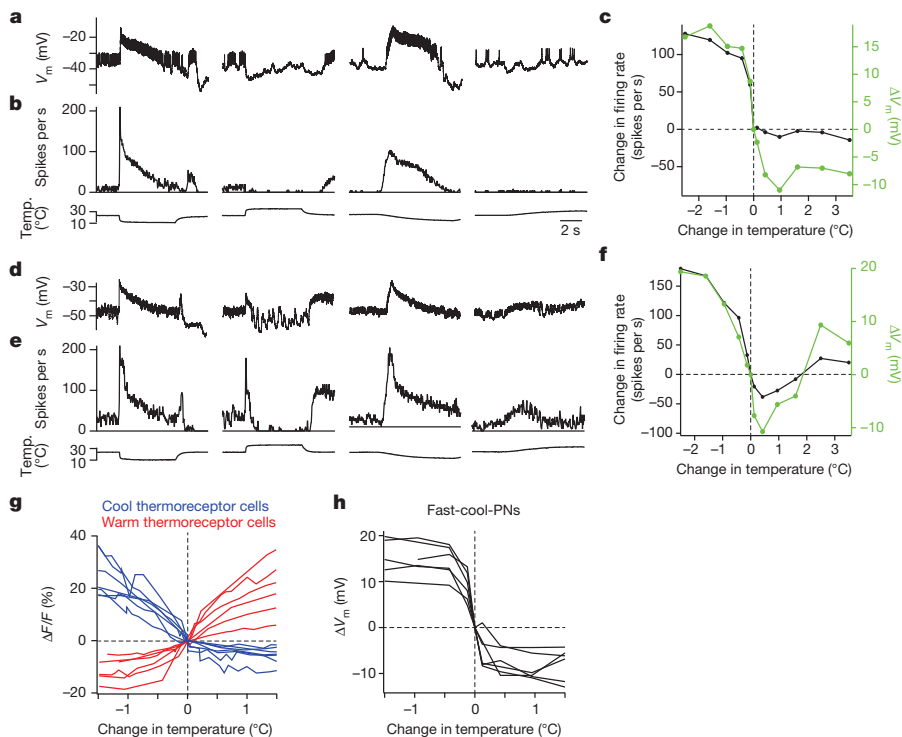 a
V_m (mV)
−20
−40
b
Spikes per s
200
100
0
Temp. (°C)
30
10
2 s
c
Change in firing rate (spikes per s)
100
50
0
−50
15
10
5
0
−5
−10
ΔV_m (mV)
−2 −1 0 1 2 3
Change in temperature (°C)
d
V_m (mV)
−30
−50
e
Spikes per s
200
100
0
Temp. (°C)
30
10
f
Change in firing rate (spikes per s)
150
100
50
0
−50
−100
20
10
0
−10
ΔV_m (mV)
−2 −1 0 1 2 3
Change in temperature (°C)
g
Cool thermoreceptor cells
Warm thermoreceptor cells
ΔF/F (%)
40
20
0
−20
−1 0 1
Change in temperature (°C)
h
Fast-cool-PNs
ΔV_m (mV)
20
10
0
−10
−1 0 1
Change in temperature (°C)